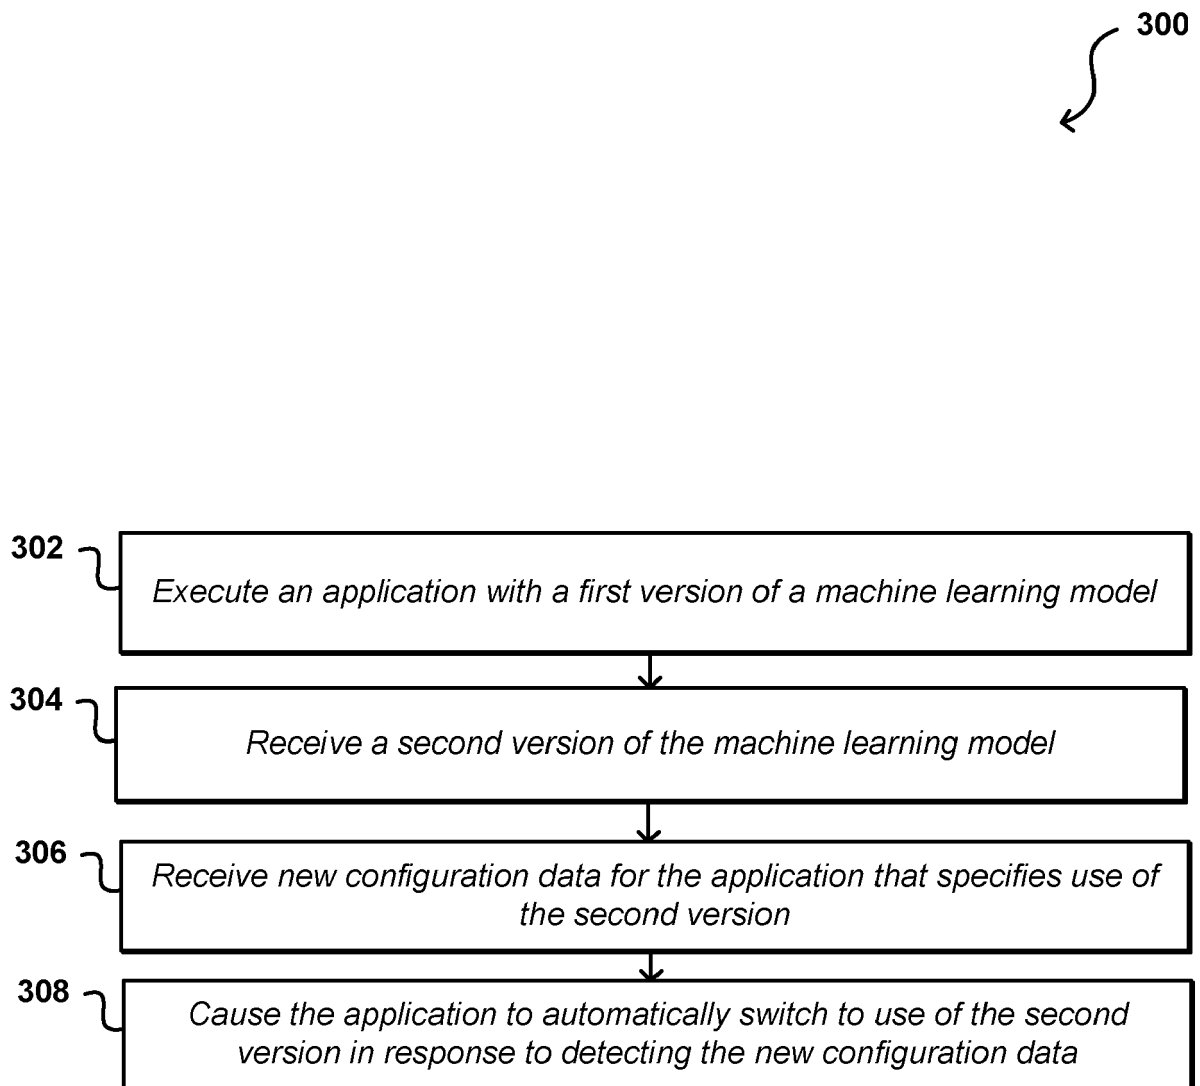 300
302
Execute an application with a first version of a machine learning model
304
Receive a second version of the machine learning model
306
Receive new configuration data for the application that specifies use of
the second version
308
Cause the application to automatically switch to use of the second
version in response to detecting the new configuration data